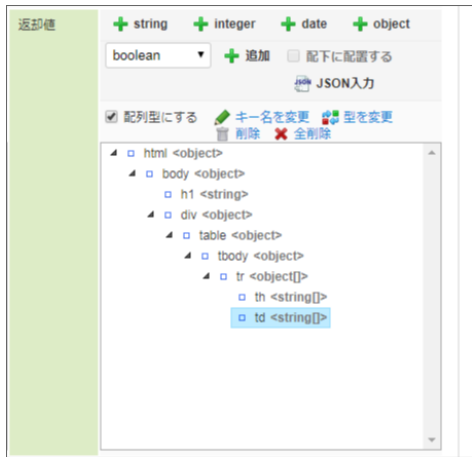 返却値
string integer date object
boolean 追加 配下に配置する
JSON入力
配列型にする キー名を変更 型を変更
削除 全削除
html <object>
body <object>
h1 <string>
div <object>
table <object>
tbody <object>
tr <object[]>
th <string[]>
td <string[]>